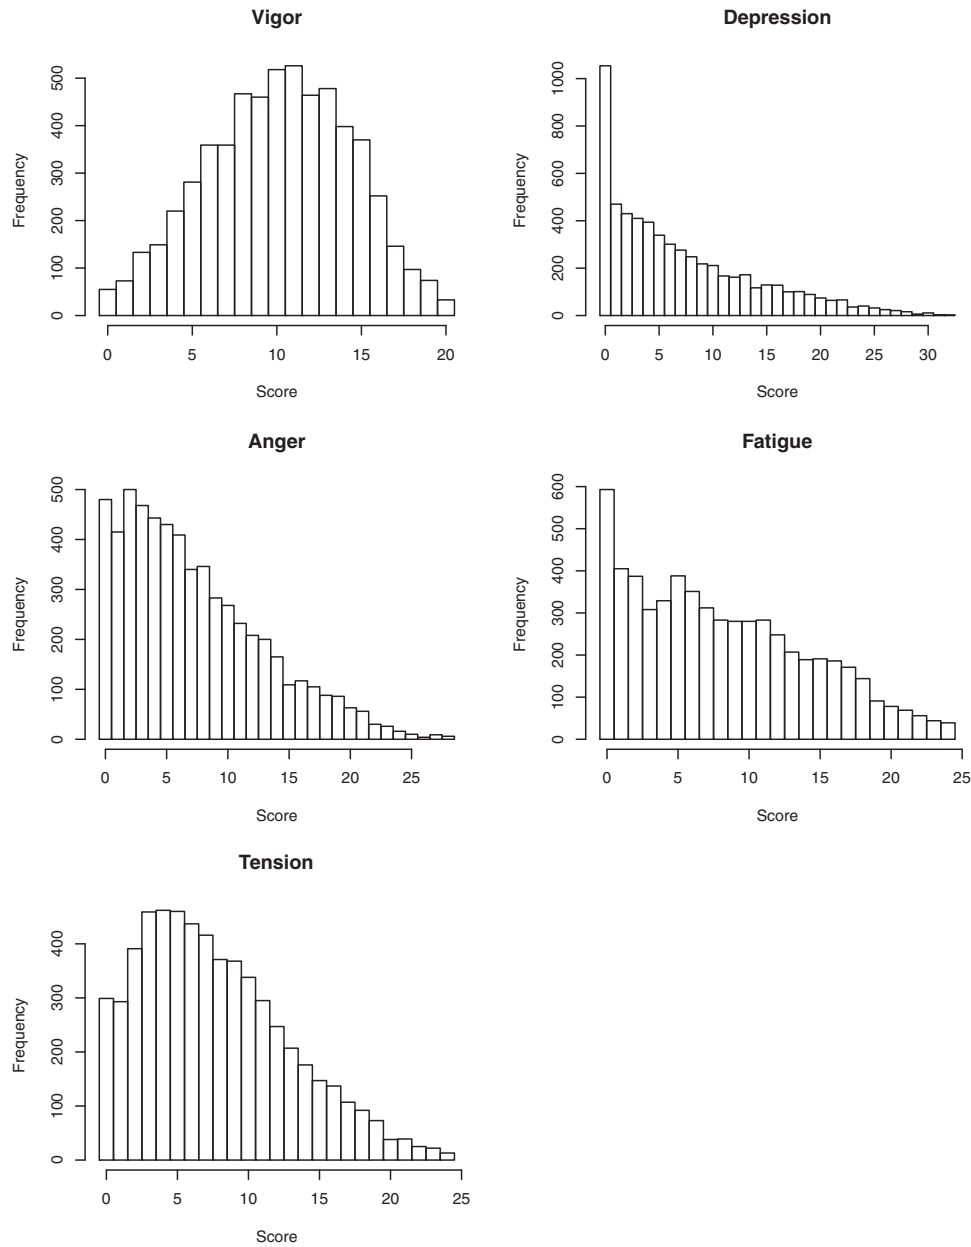 Vigor
Frequency
0 100 200 300 400 500
0 5 10 15 20
Score
Depression
Frequency
0 200 400 600 800 1000
0 5 10 15 20 25 30
Score
Anger
Frequency
0 100 200 300 400 500
0 5 10 15 20 25
Score
Fatigue
Frequency
0 100 200 300 400 500 600
0 5 10 15 20 25
Score
Tension
Frequency
0 100 200 300 400
0 5 10 15 20 25
Score